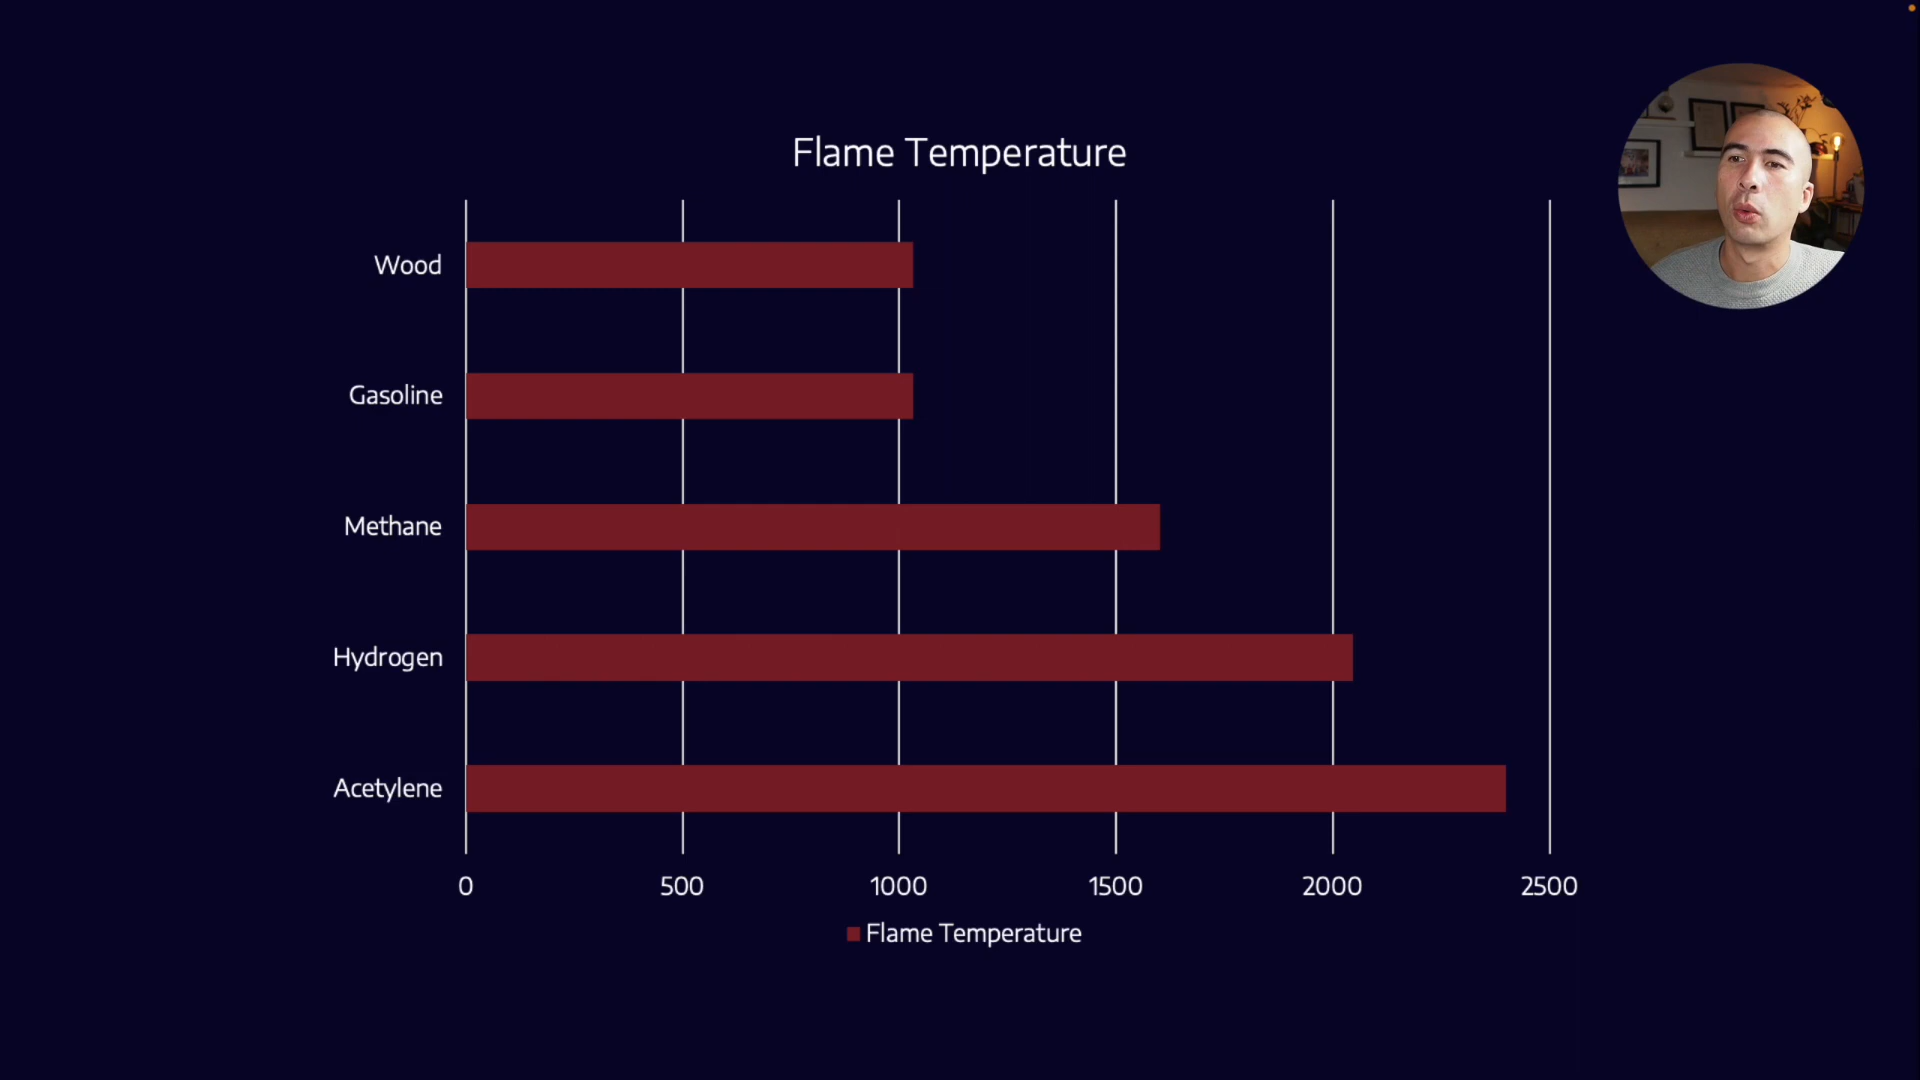 Flame Temperature
Wood
Gasoline
Methane
Hydrogen
Acetylene
0 500 1000 1500 2000 2500
Flame Temperature